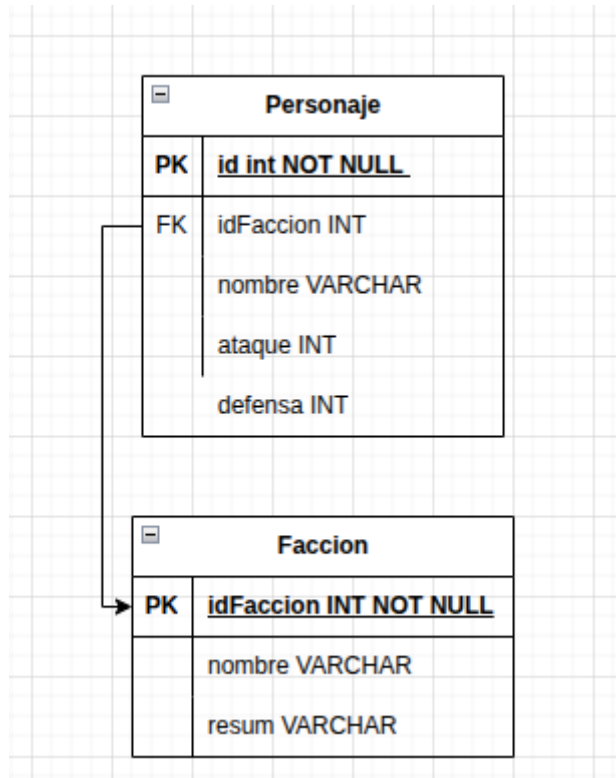 Personaje
PK id int NOT NULL
FK idFaccion INT
nombre VARCHAR
ataque INT
defensa INT
Faccion
PK idFaccion INT NOT NULL
nombre VARCHAR
resum VARCHAR